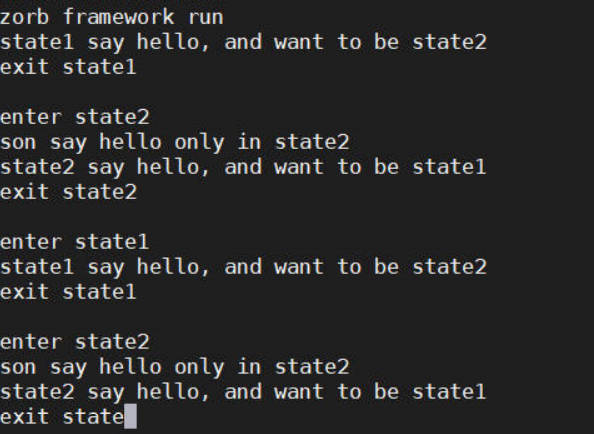 zorb framework run
state1 say hello, and want to be state2
exit state1
enter state2
son say hello only in state2
state2 say hello, and want to be state1
exit state2
enter state1
state1 say hello, and want to be state2
exit state1
enter state2
son say hello only in state2
state2 say hello, and want to be state1
exit state